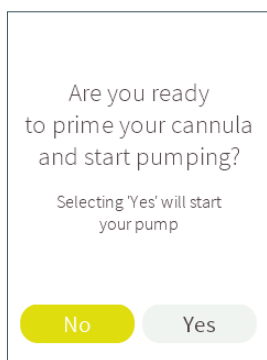 Are you ready
to prime your cannula
and start pumping?
Selecting 'Yes' will start
your pump
No
Yes